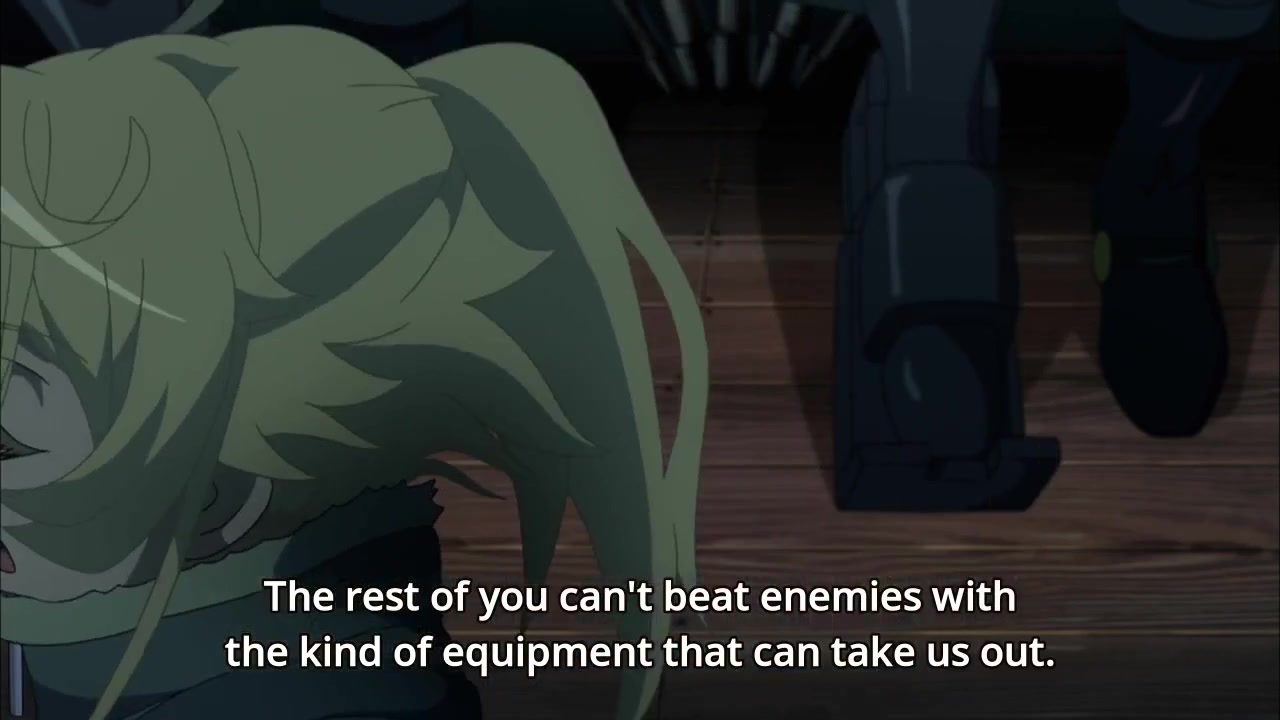 The rest of you can't beat enemies with
the kind of equipment that can take us out.